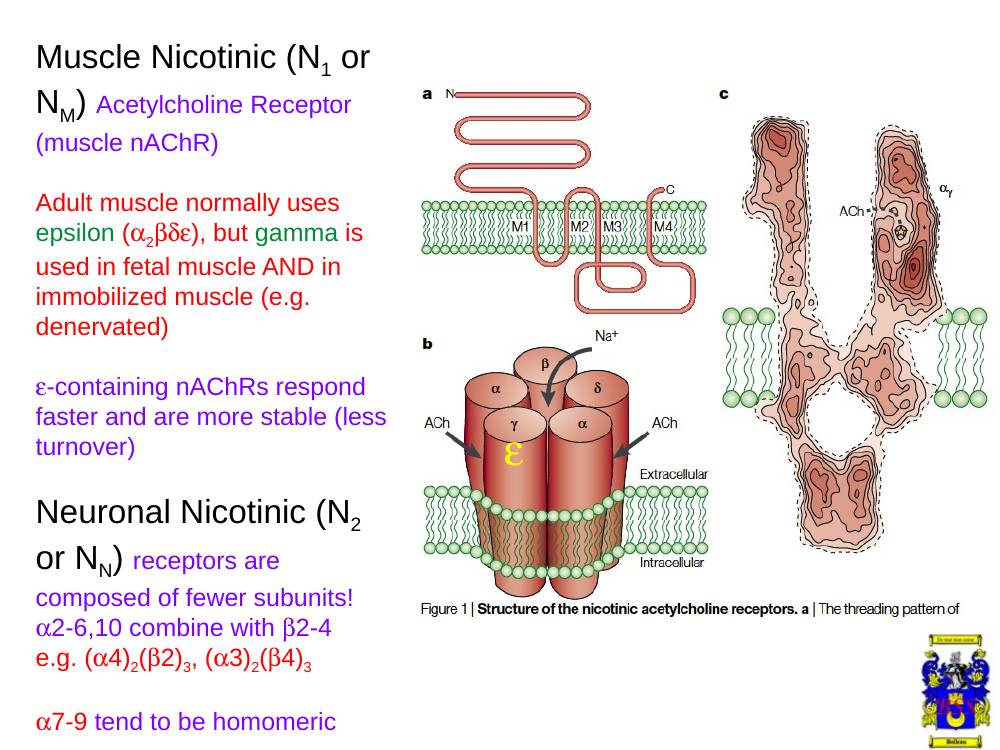 Muscle Nicotinic (N1 or
NM) Acetylcholine Receptor
(muscle nAChR)
Adult muscle normally uses
epsilon (α2βδε), but gamma is
used in fetal muscle AND in
immobilized muscle (e.g.
denervated)
ε-containing nAChRs respond
faster and are more stable (less
turnover)
Neuronal Nicotinic (N2
or NN) receptors are
composed of fewer subunits!
α2-6,10 combine with β2-4
e.g. (α4)2(β2)3, (α3)2(β4)3
α7-9 tend to be homomeric
a
N
C
M1
M2
M3
M4
b
Na+
β
α
δ
γ
α
ε
ACh
ACh
Extracellular
Intracellular
c
αγ
ACh
Figure 1 | Structure of the nicotinic acetylcholine receptors. a | The threading pattern of